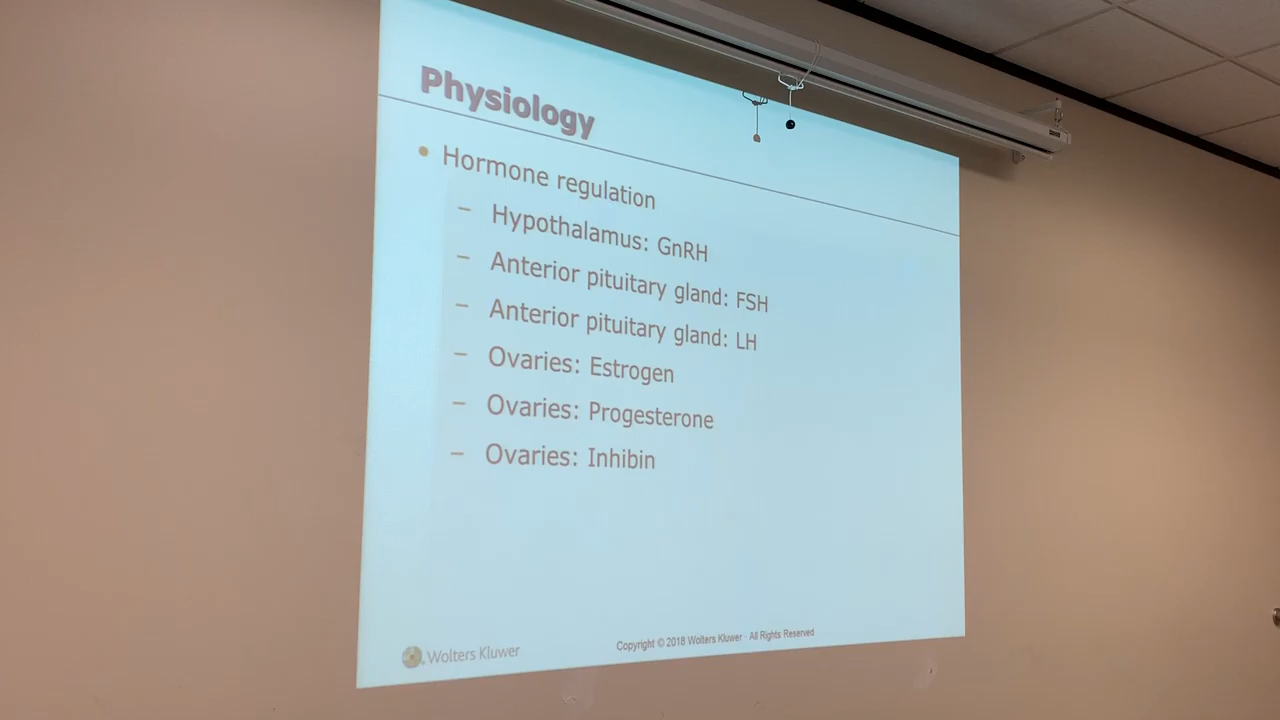 Physiology
• Hormone regulation
– Hypothalamus: GnRH
– Anterior pituitary gland: FSH
– Anterior pituitary gland: LH
– Ovaries: Estrogen
– Ovaries: Progesterone
– Ovaries: Inhibin
Wolters Kluwer
Copyright © 2018 Wolters Kluwer · All Rights Reserved